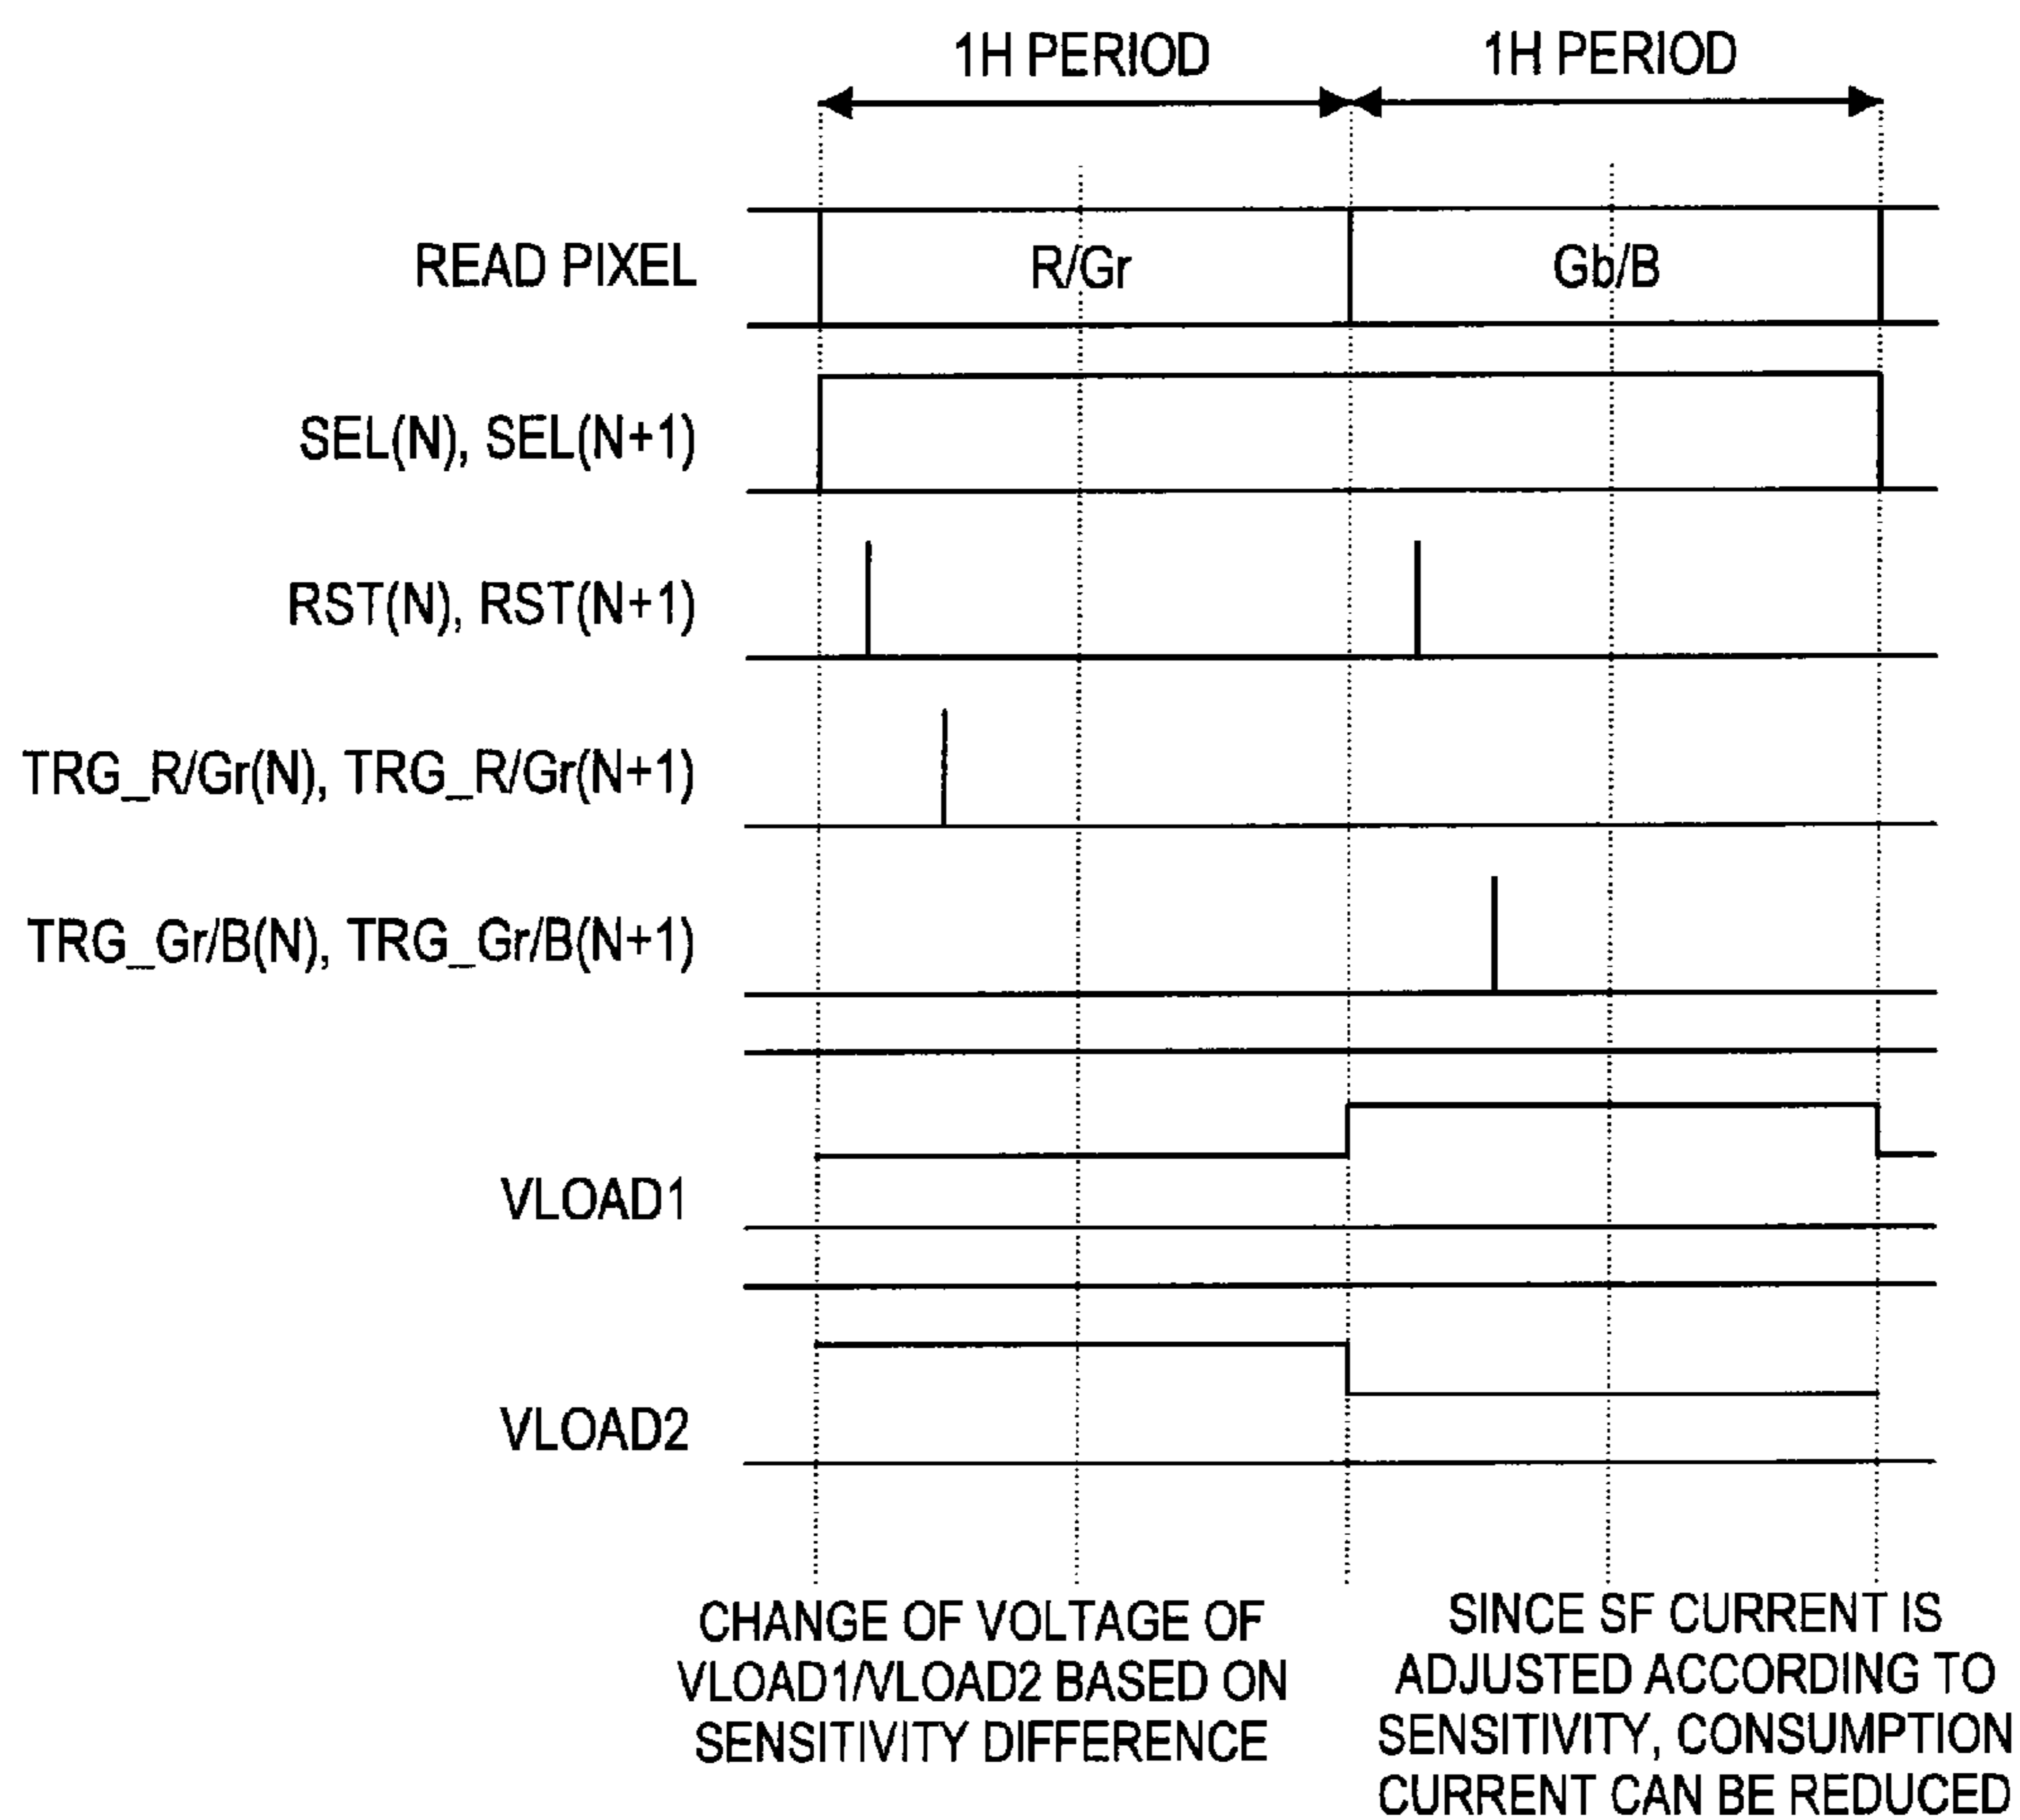 1H PERIOD 1H PERIOD
READ PIXEL R/Gr Gb/B
SEL(N), SEL(N+1)
RST(N), RST(N+1)
TRG_R/Gr(N), TRG_R/Gr(N+1)
TRG_Gr/B(N), TRG_Gr/B(N+1)
VLOAD1
VLOAD2
CHANGE OF VOLTAGE OF
VLOAD1/VLOAD2 BASED ON
SENSITIVITY DIFFERENCE
SINCE SF CURRENT IS
ADJUSTED ACCORDING TO
SENSITIVITY, CONSUMPTION
CURRENT CAN BE REDUCED